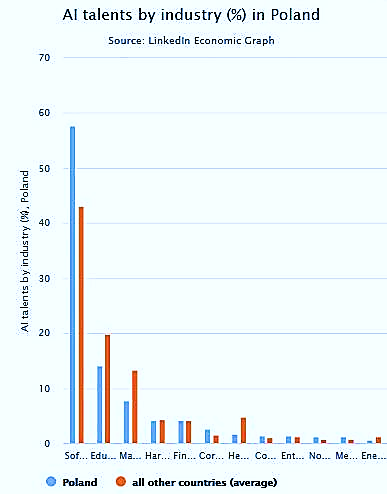 AI talents by industry (%) in Poland
Source: LinkedIn Economic Graph
AI talents by industry (%), Poland
70
60
50
40
30
20
10
0
Sof... Edu... Ma... Har... Fin... Cor... He... Co... Ent... No... Me... Ene...
Poland all other countries (average)